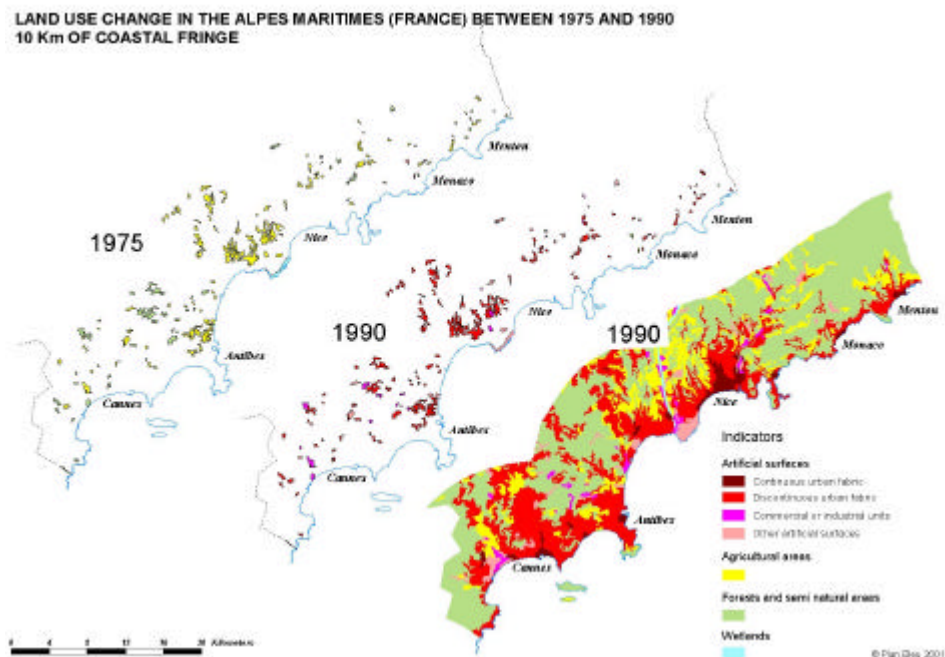 LAND USE CHANGE IN THE ALPES MARITIMES (FRANCE) BETWEEN 1975 AND 1990
10 Km OF COASTAL FRINGE
Menton
Monaco
Nice
1975
Antibes
Cannes
Menton
Monaco
Nice
1990
Antibes
Cannes
1990
Menton
Monaco
Nice
Antibes
Cannes
Indicators
Artificial surfaces
Continuous urban fabric
Discontinuous urban fabric
Commercial or industrial units
Other artificial surfaces
Agricultural areas
Forests and semi natural areas
Wetlands
Kilometers